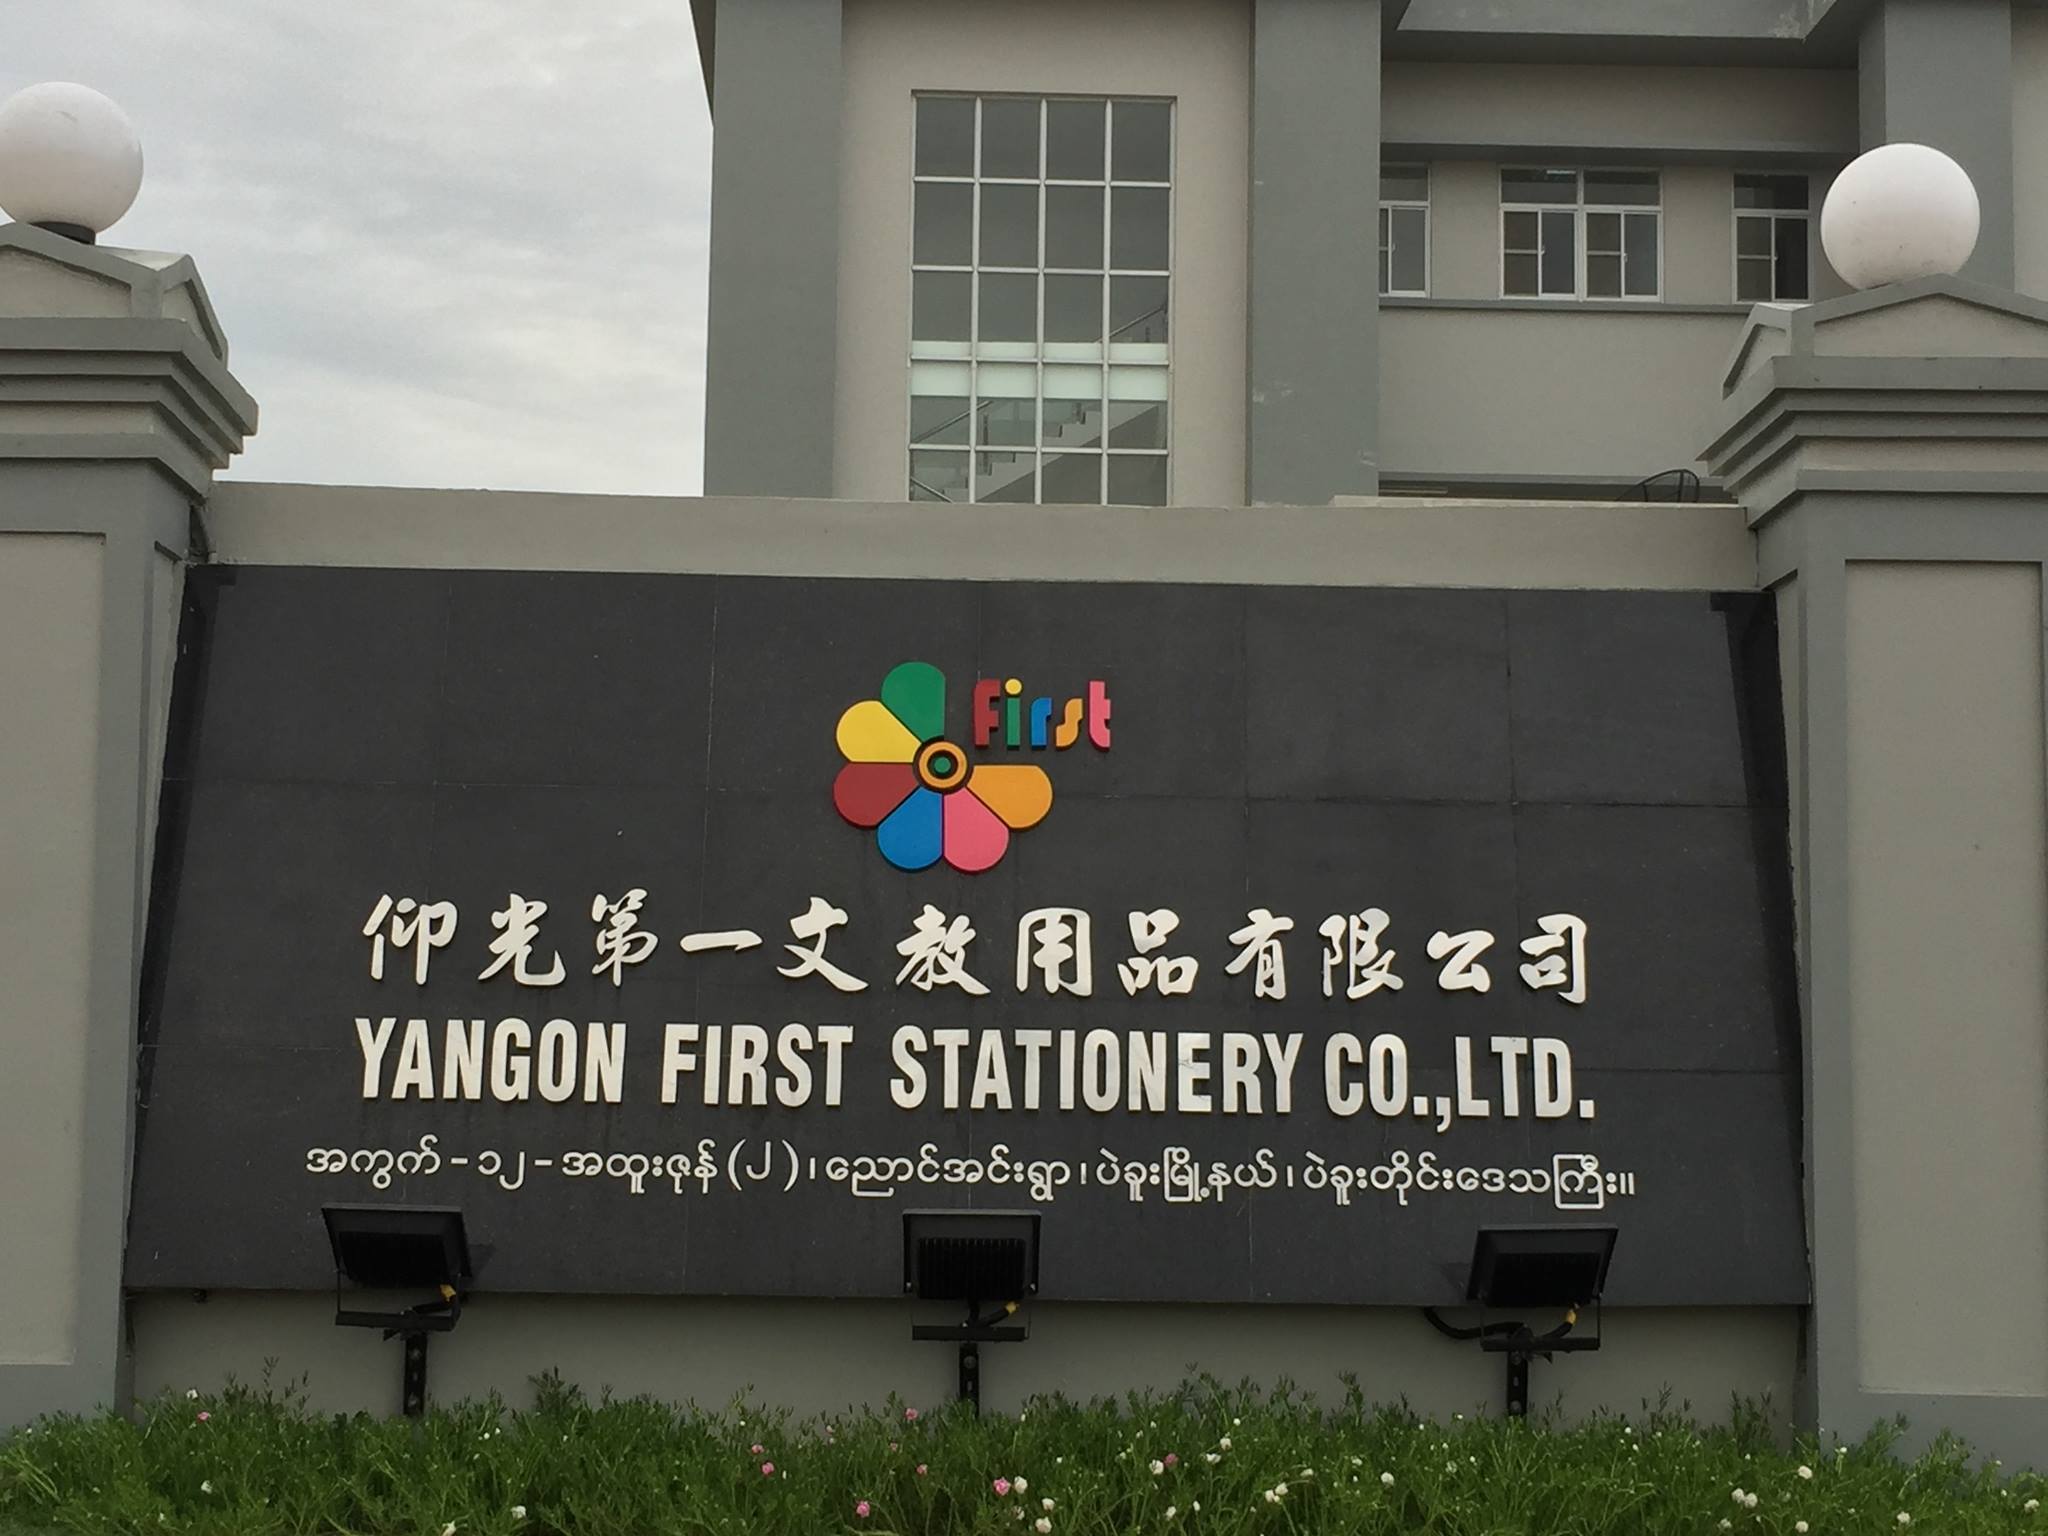 First
仰光第一文教用品有限公司
YANGON FIRST STATIONERY CO.,LTD.
အကွက် - ၁၂ - အထူးဇုန် (၂) ၊ ညောင်အင်းရွာ ၊ ပဲခူးမြို့နယ် ၊ ပဲခူးတိုင်းဒေသကြီး။